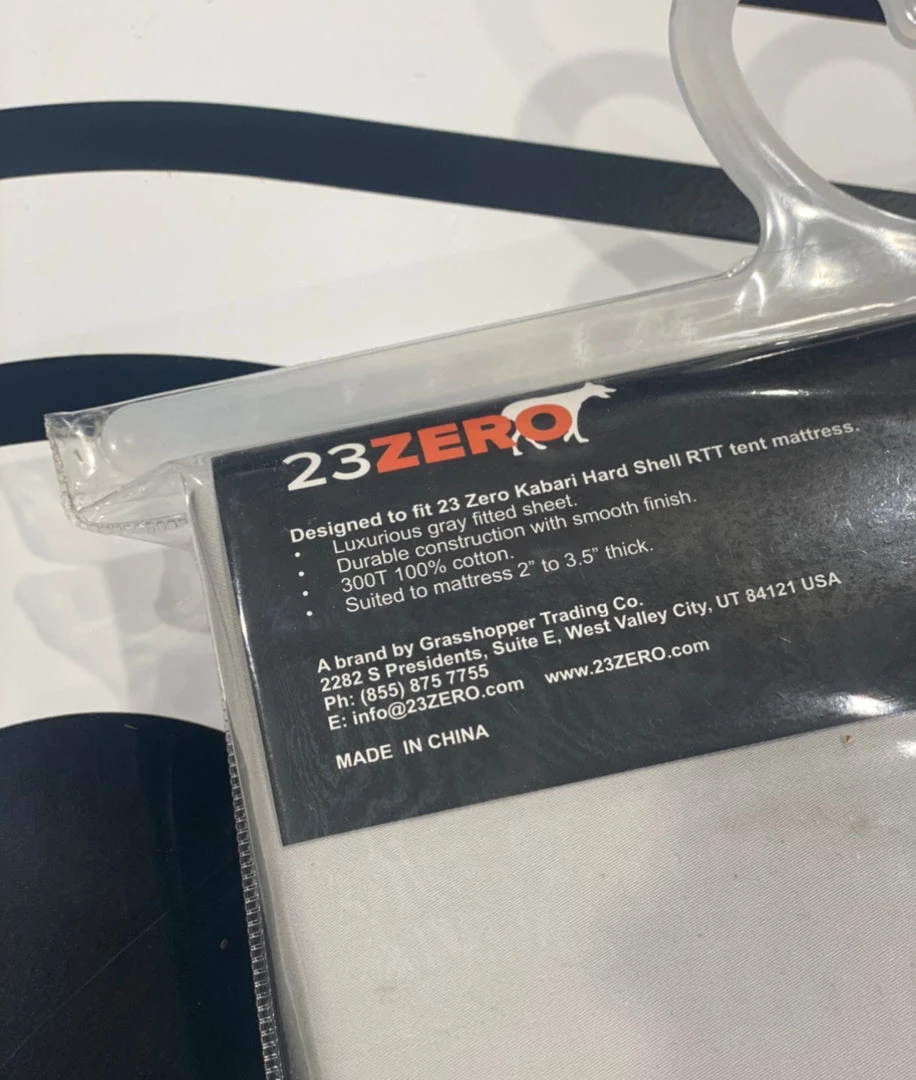 23ZERO
Designed to fit 23 Zero Kabari Hard Shell RTT tent mattress.
• Luxurious gray fitted sheet.
• Durable construction with smooth finish.
• 300T 100% cotton.
• Suited to mattress 2” to 3.5” thick.
A brand by Grasshopper Trading Co.
2282 S Presidents, Suite E, West Valley City, UT 84121 USA
Ph: (855) 875 7755
E: info@23ZERO.com www.23ZERO.com
MADE IN CHINA